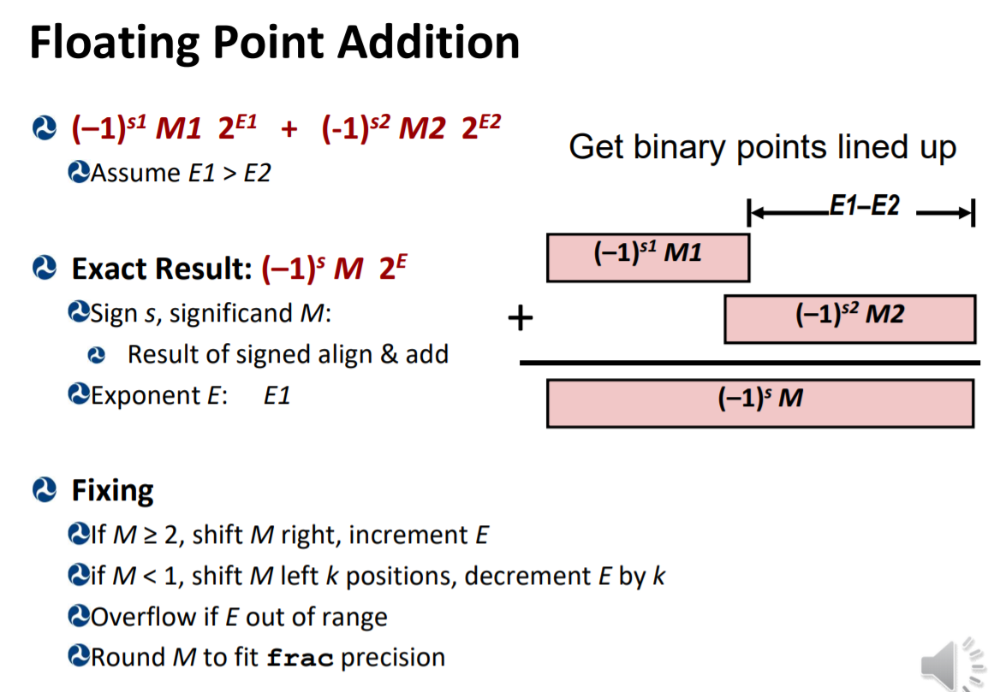 Floating Point Addition
(–1)^s1 M1 2^E1 + (-1)^s2 M2 2^E2
Assume E1 > E2
Get binary points lined up
E1–E2
(–1)^s1 M1
+
(–1)^s2 M2
(–1)^s M
Exact Result: (–1)^s M 2^E
Sign s, significand M:
Result of signed align & add
Exponent E: E1
Fixing
If M ≥ 2, shift M right, increment E
if M < 1, shift M left k positions, decrement E by k
Overflow if E out of range
Round M to fit frac precision